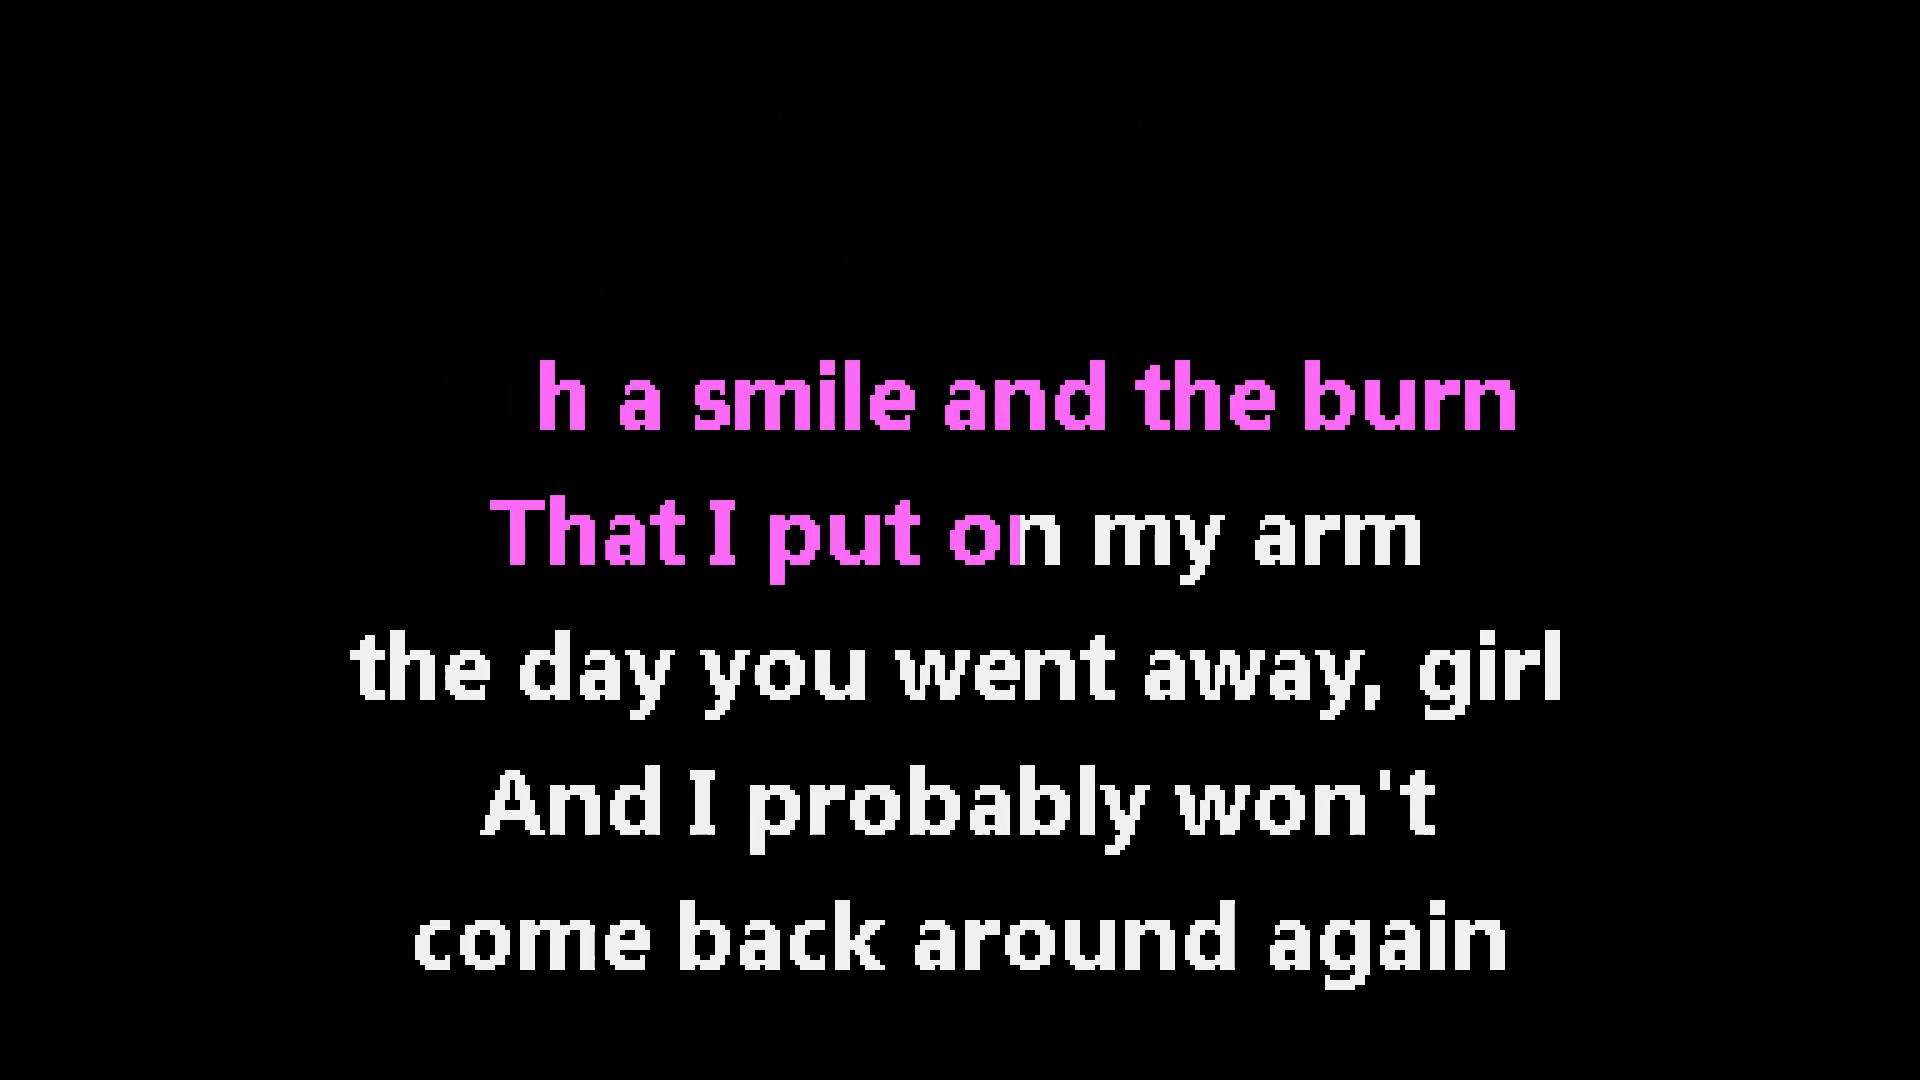 h a smile and the burn
That I put on my arm
the day you went away, girl
And I probably won't
come back around again